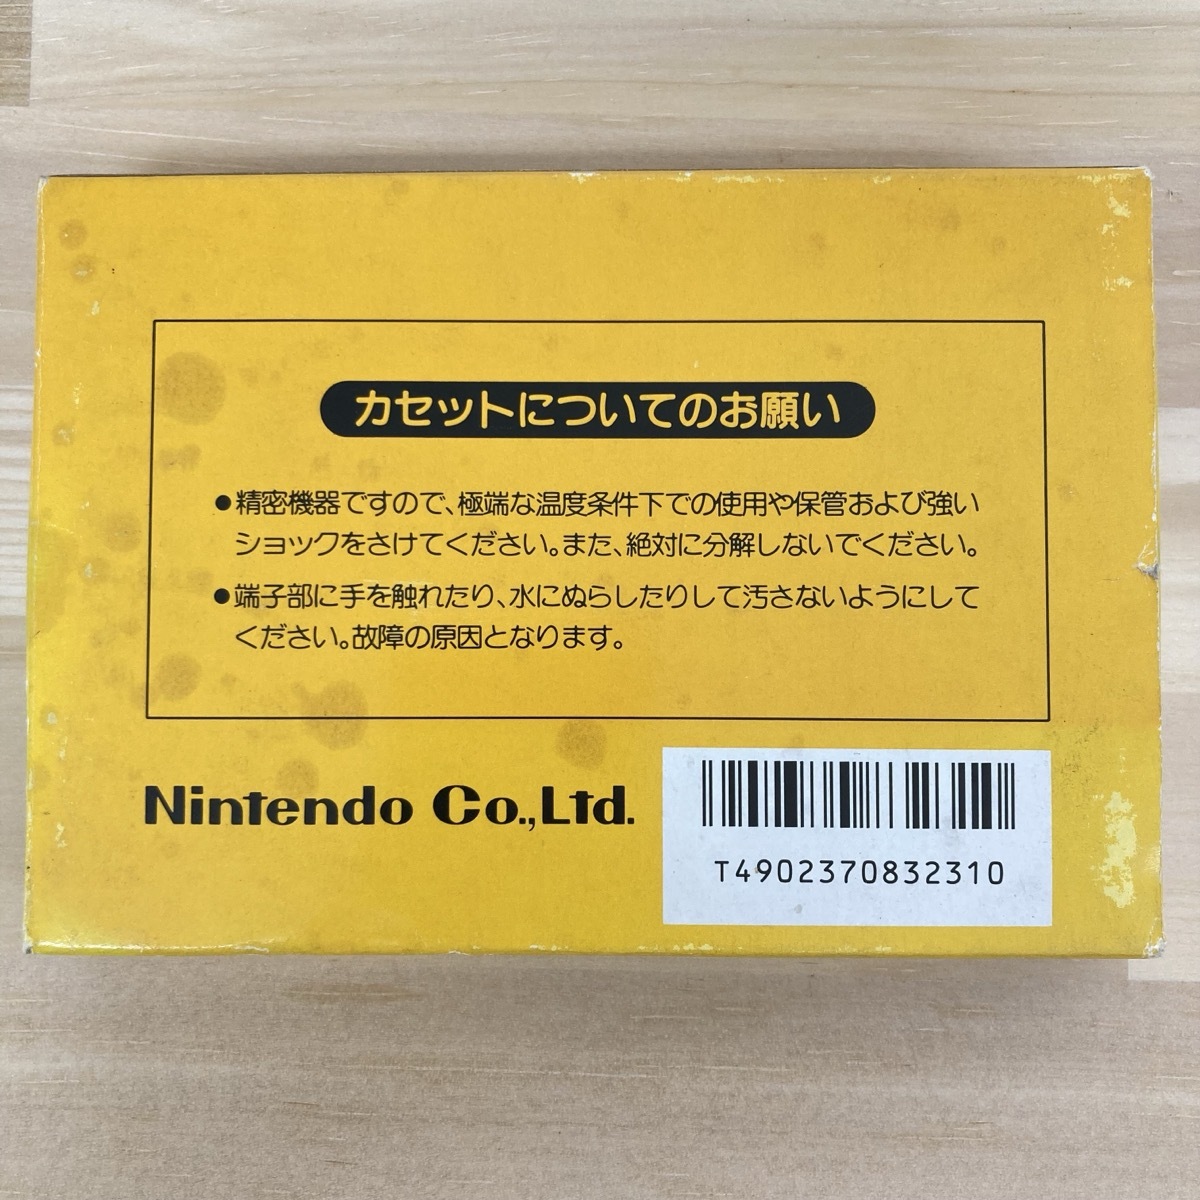 カセットについてのお願い
●精密機器ですので、極端な温度条件下での使用や保管および強い
ショックをさけてください。また、絶対に分解しないでください。
●端子部に手を触れたり、水にぬらしたりして汚さないようにして
ください。故障の原因となります。
Nintendo Co.,Ltd.
T4902370832310